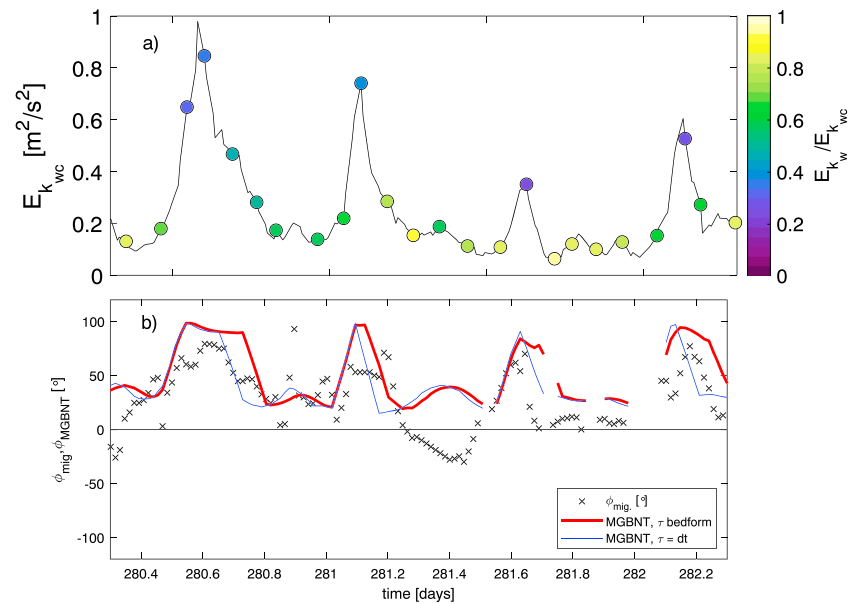 a)
1
0.8
0.6
0.4
0.2
0
E_k_wc [m²/s²]
1
0.8
0.6
0.4
0.2
0
E_k_w/E_k_wc
b)
100
50
0
-50
-100
ϕ_mig,ϕ_MGBNT [°]
ϕ_mig. [°]
MGBNT, τ bedform
MGBNT, τ = dt
280.4 280.6 280.8 281 281.2 281.4 281.6 281.8 282 282.2
time [days]